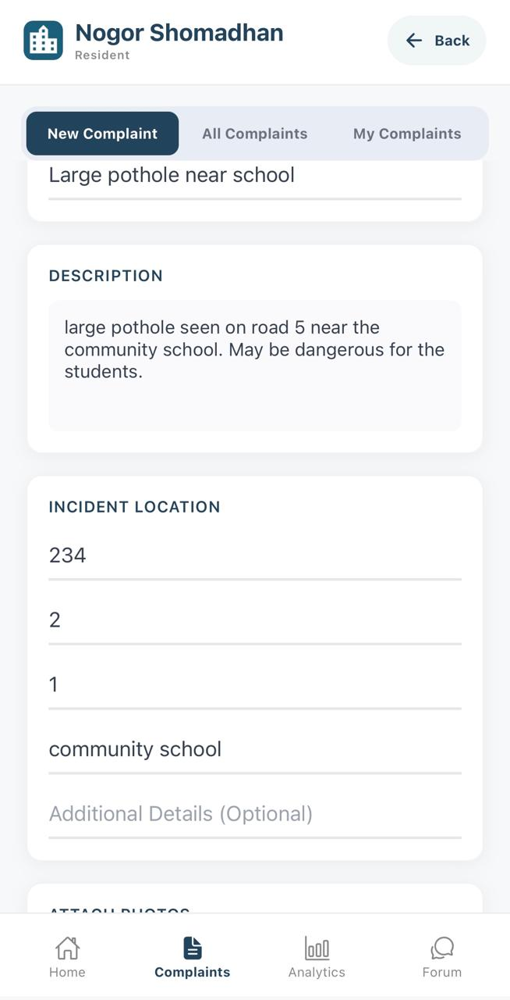 Nogor Shomadhan
Resident
Back
New Complaint
All Complaints
My Complaints
Large pothole near school
DESCRIPTION
large pothole seen on road 5 near the
community school. May be dangerous for the
students.
INCIDENT LOCATION
234
2
1
community school
Additional Details (Optional)
ATTACH PHOTOS
Home
Complaints
Analytics
Forum